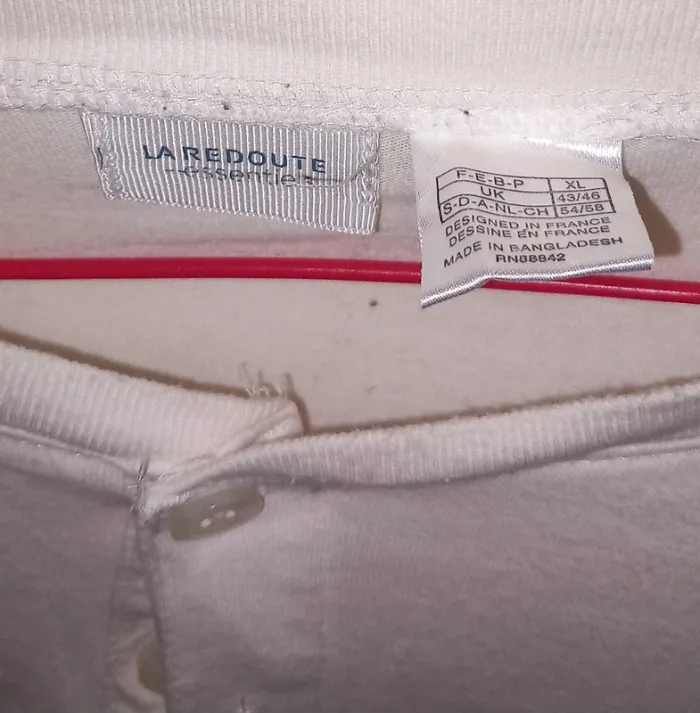 LA REDOUTE
essentiels
F-E-B-P XL
UK 43/46
S-D-A-NL-CH 54/58
DESIGNED IN FRANCE
DESSINE EN FRANCE
MADE IN BANGLADESH
RN88842